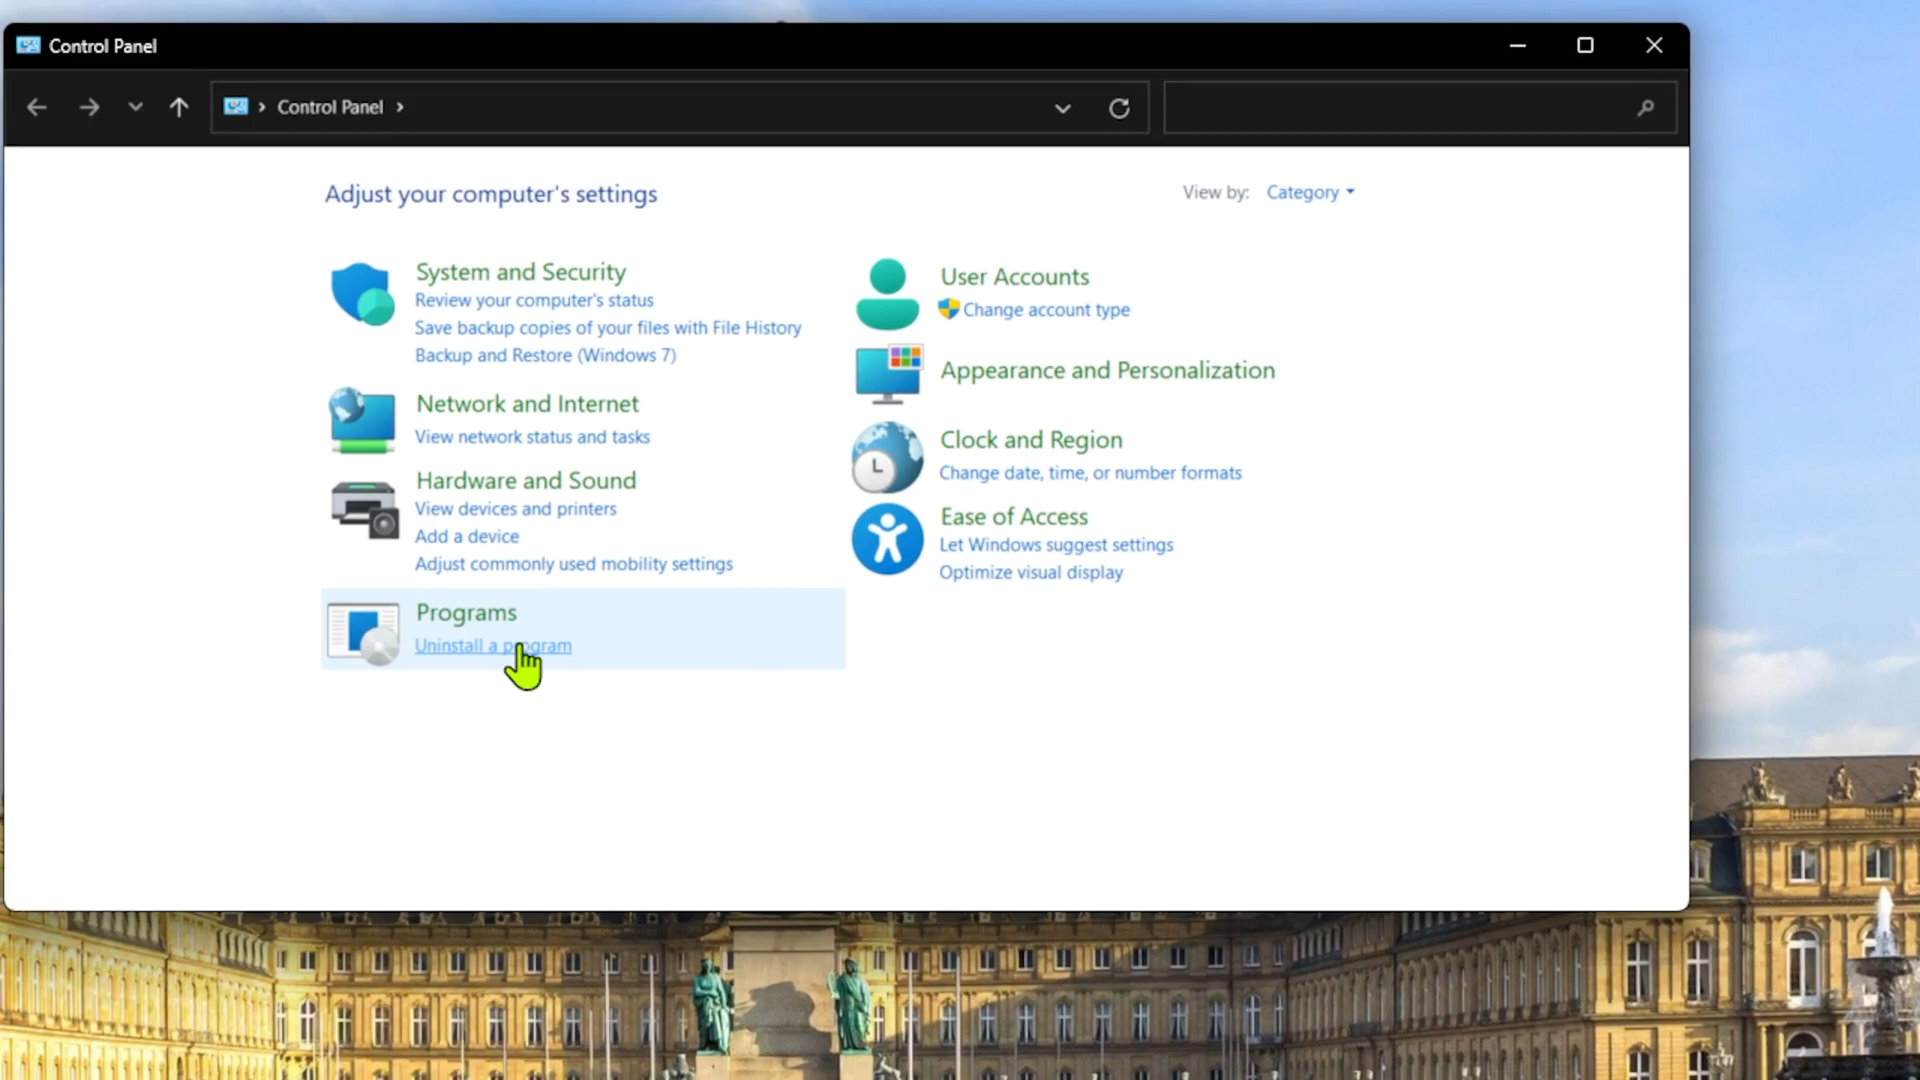 Control Panel
Control Panel
Adjust your computer's settings
View by: Category
System and Security
Review your computer's status
Save backup copies of your files with File History
Backup and Restore (Windows 7)
Network and Internet
View network status and tasks
Hardware and Sound
View devices and printers
Add a device
Adjust commonly used mobility settings
Programs
Uninstall a program
User Accounts
Change account type
Appearance and Personalization
Clock and Region
Change date, time, or number formats
Ease of Access
Let Windows suggest settings
Optimize visual display